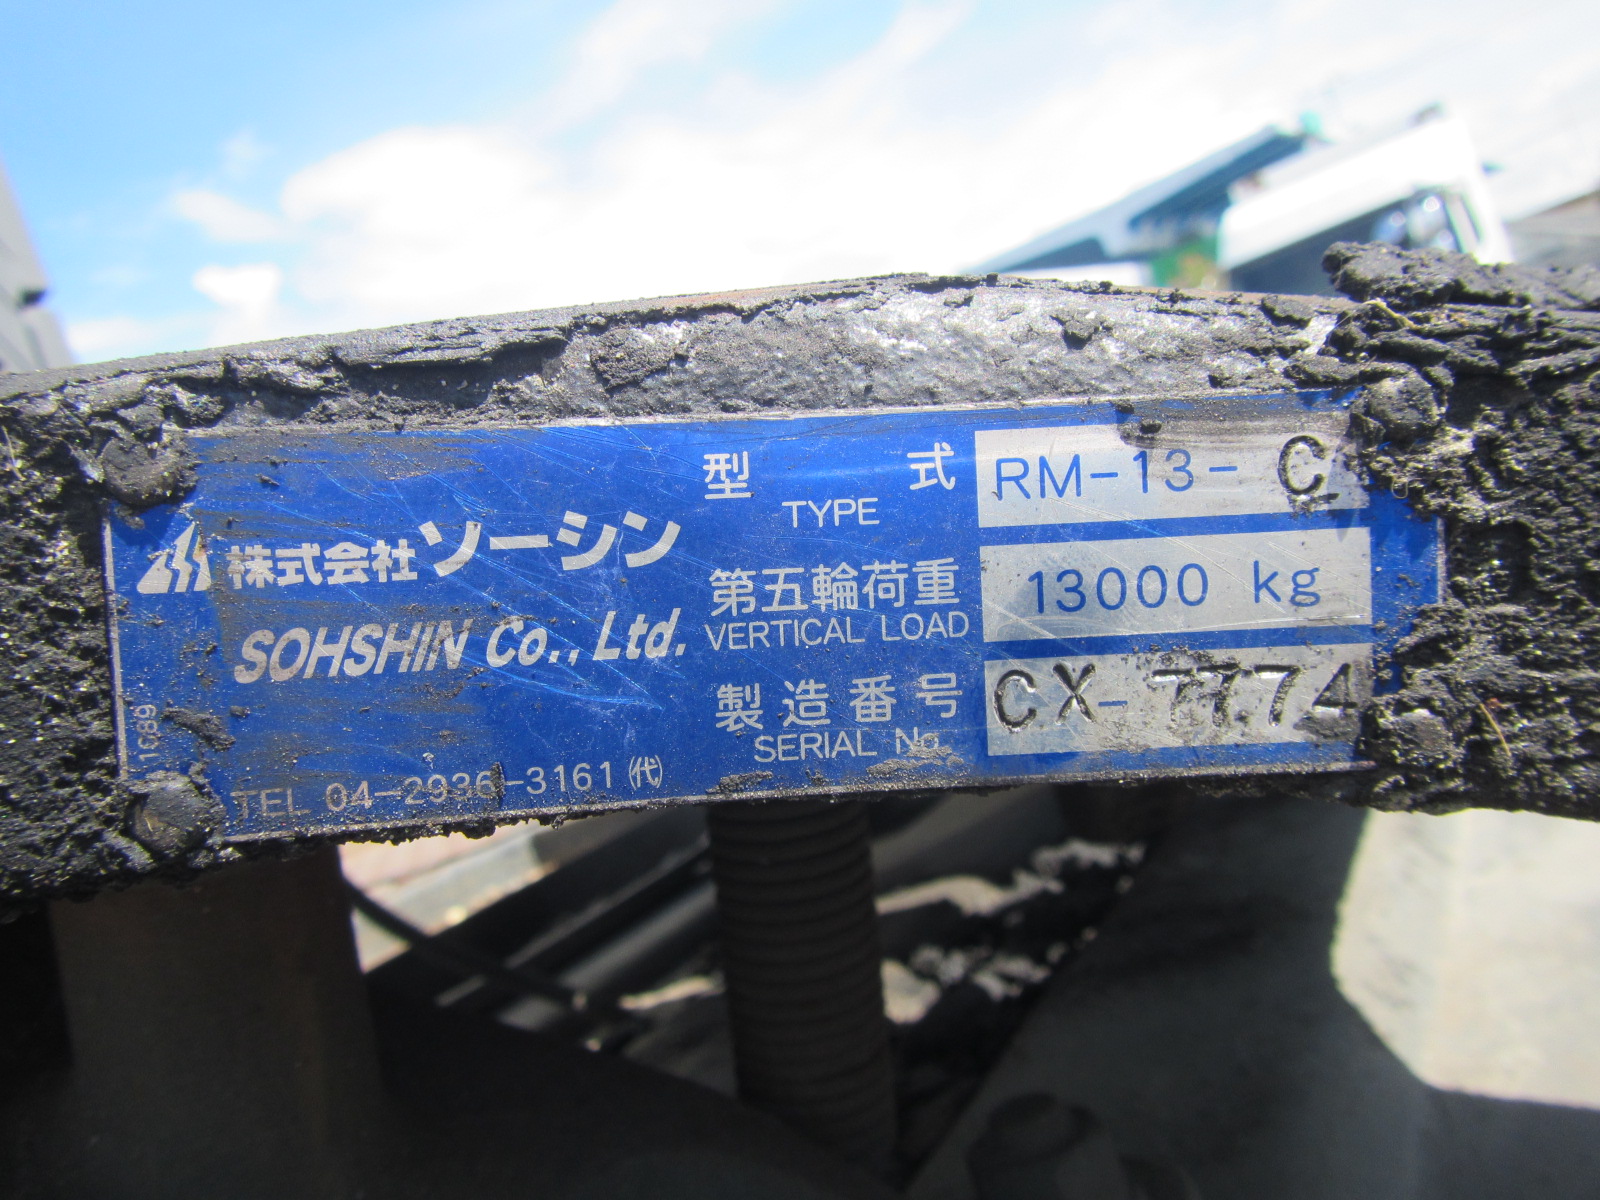 株式会社ソーシン
SOHSHIN Co., Ltd.
TEL 04-2936-3161 ㈹
1089
型 式 RM-13- C
TYPE
第五輪荷重 13000 kg
VERTICAL LOAD
製造番号 CX-7774
SERIAL No.